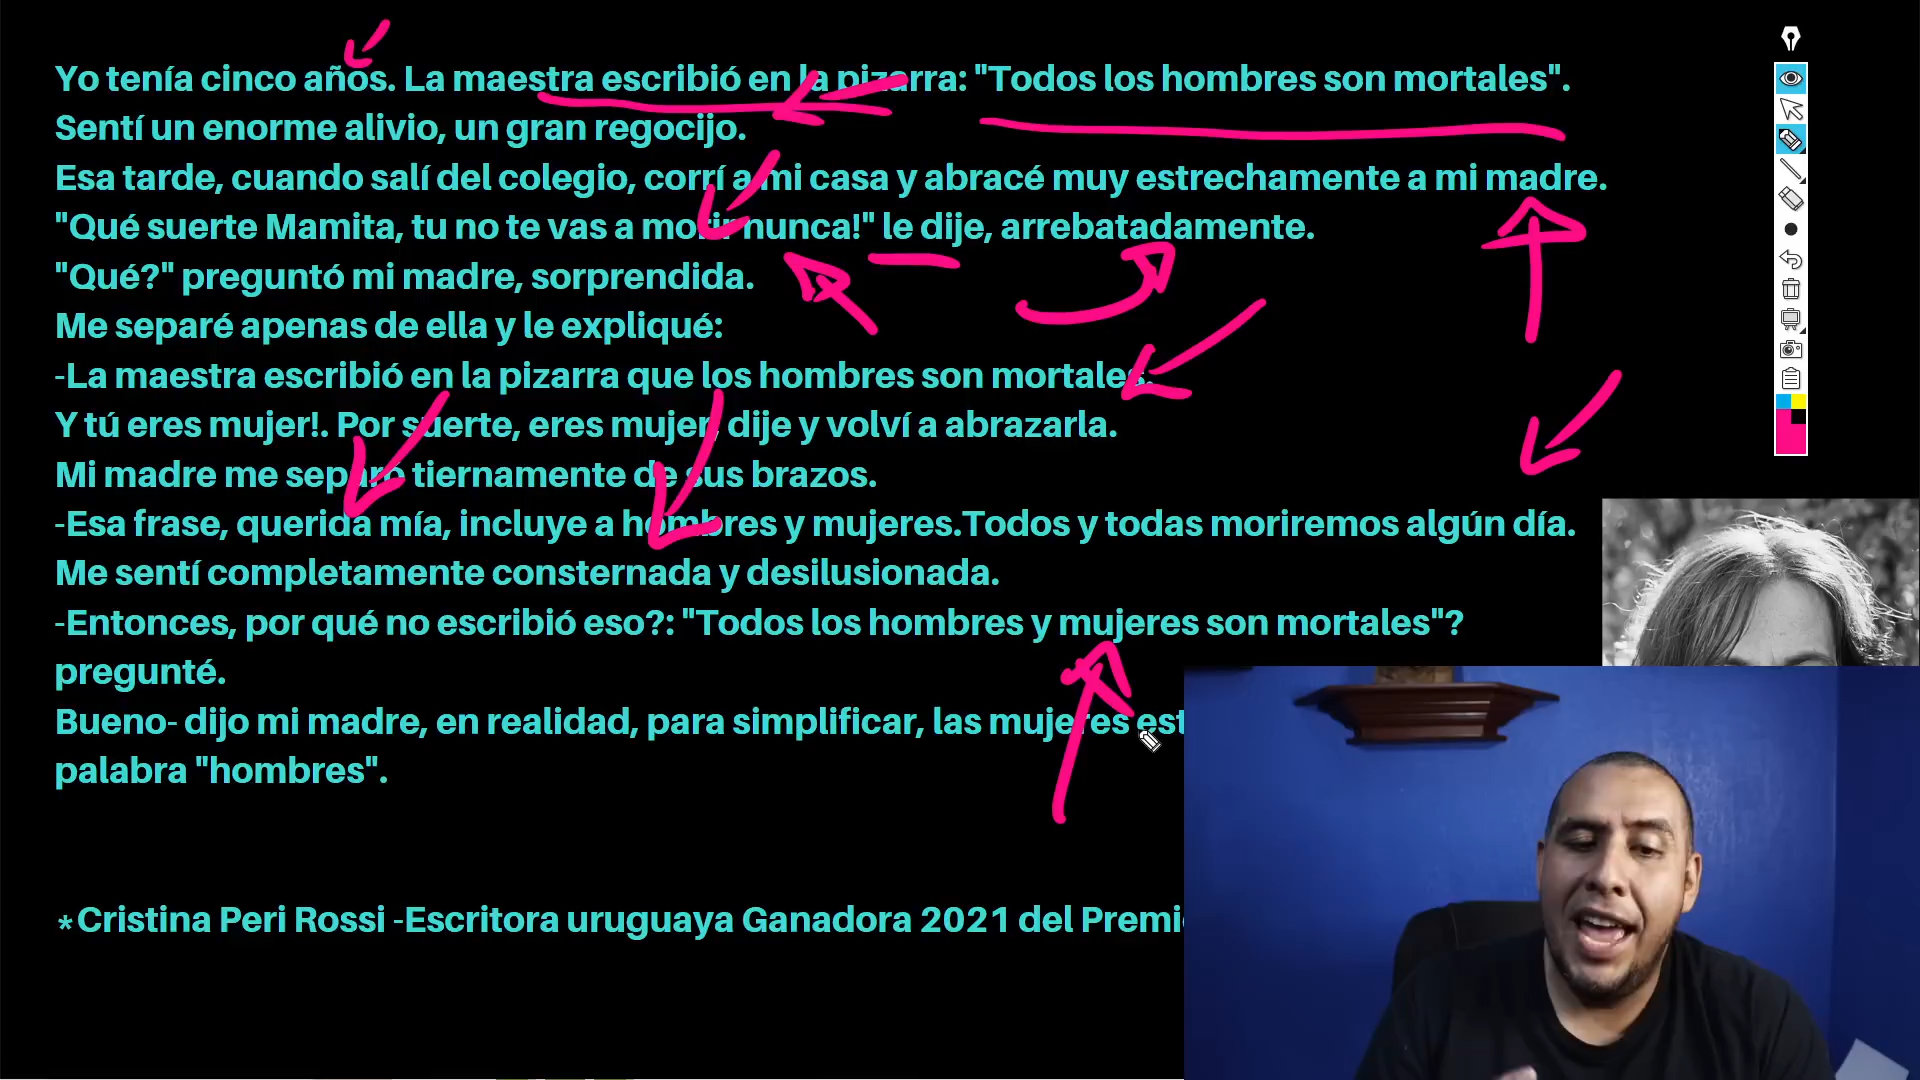 Yo tenía cinco años. La maestra escribió en la pizarra: "Todos los hombres son mortales".
Sentí un enorme alivio, un gran regocijo.
Esa tarde, cuando salí del colegio, corrí a mi casa y abracé muy estrechamente a mi madre.
"Qué suerte Mamita, tu no te vas a morir nunca!" le dije, arrebatadamente.
"Qué?" preguntó mi madre, sorprendida.
Me separé apenas de ella y le expliqué:
-La maestra escribió en la pizarra que los hombres son mortales.
Y tú eres mujer!. Por suerte, eres mujer, dije y volví a abrazarla.
Mi madre me separó tiernamente de sus brazos.
-Esa frase, querida mía, incluye a hombres y mujeres.Todos y todas moriremos algún día.
Me sentí completamente consternada y desilusionada.
-Entonces, por qué no escribió eso?: "Todos los hombres y mujeres son mortales"?
pregunté.
Bueno- dijo mi madre, en realidad, para simplificar, las mujeres
palabra "hombres".
*Cristina Peri Rossi -Escritora uruguaya Ganadora 2021 del